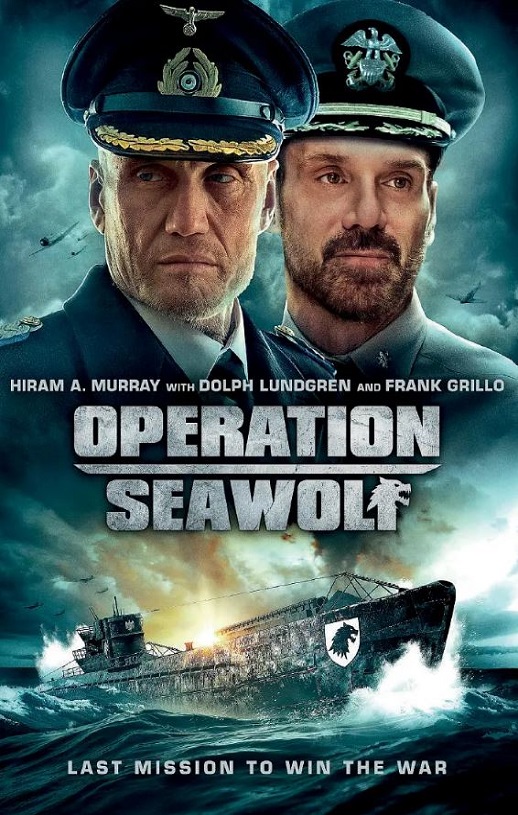 HIRAM A. MURRAY WITH DOLPH LUNDGREN AND FRANK GRILLO
OPERATION
SEAWOLF
LAST MISSION TO WIN THE WAR